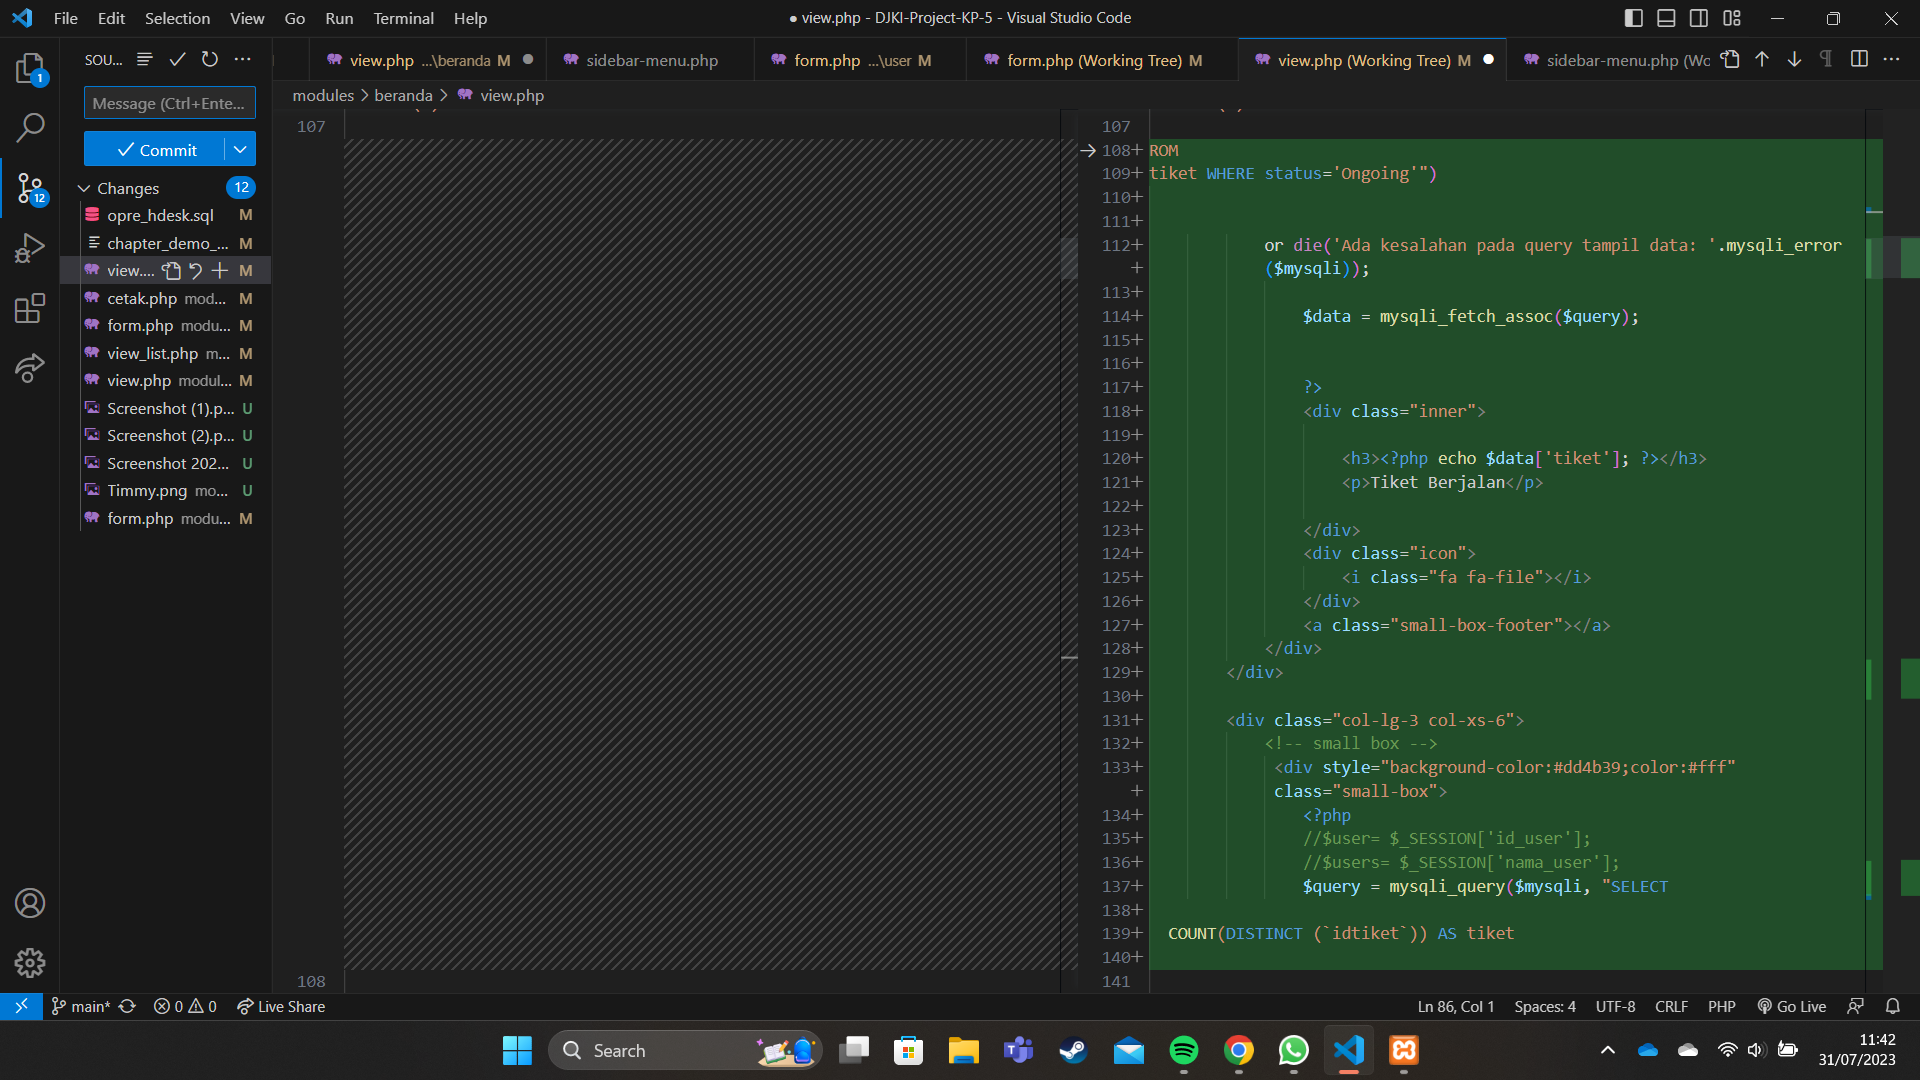 File Edit Selection View Go Run Terminal Help
● view.php - DJKI-Project-KP-5 - Visual Studio Code
SOU...
view.php ...\beranda M
sidebar-menu.php
form.php ...\user M
form.php (Working Tree) M
view.php (Working Tree) M
sidebar-menu.php (Wo
modules > beranda > view.php
1
12
Message (Ctrl+Ente...
Commit
Changes 12
opre_hdesk.sql M
chapter_demo_... M
view.... M
cetak.php mod... M
form.php modu... M
view_list.php m... M
view.php modul... M
Screenshot (1).p... U
Screenshot (2).p... U
Screenshot 202... U
Timmy.png mo... U
form.php modu... M
107
108
107
108+ ROM
109+ tiket WHERE status='Ongoing'")
110+
111+
112+ or die('Ada kesalahan pada query tampil data: '.mysqli_error
+ ($mysqli));
113+
114+ $data = mysqli_fetch_assoc($query);
115+
116+
117+ ?>
118+ <div class="inner">
119+
120+ <h3><?php echo $data['tiket']; ?></h3>
121+ <p>Tiket Berjalan</p>
122+
123+ </div>
124+ <div class="icon">
125+ <i class="fa fa-file"></i>
126+ </div>
127+ <a class="small-box-footer"></a>
128+ </div>
129+ </div>
130+
131+ <div class="col-lg-3 col-xs-6">
132+ <!-- small box -->
133+ <div style="background-color:#dd4b39;color:#fff"
+ class="small-box">
134+ <?php
135+ //$user= $_SESSION['id_user'];
136+ //$users= $_SESSION['nama_user'];
137+ $query = mysqli_query($mysqli, "SELECT
138+
139+ COUNT(DISTINCT (`idtiket`)) AS tiket
140+
141
main* 0 0 Live Share
Ln 86, Col 1 Spaces: 4 UTF-8 CRLF PHP Go Live
Search
11:42
31/07/2023